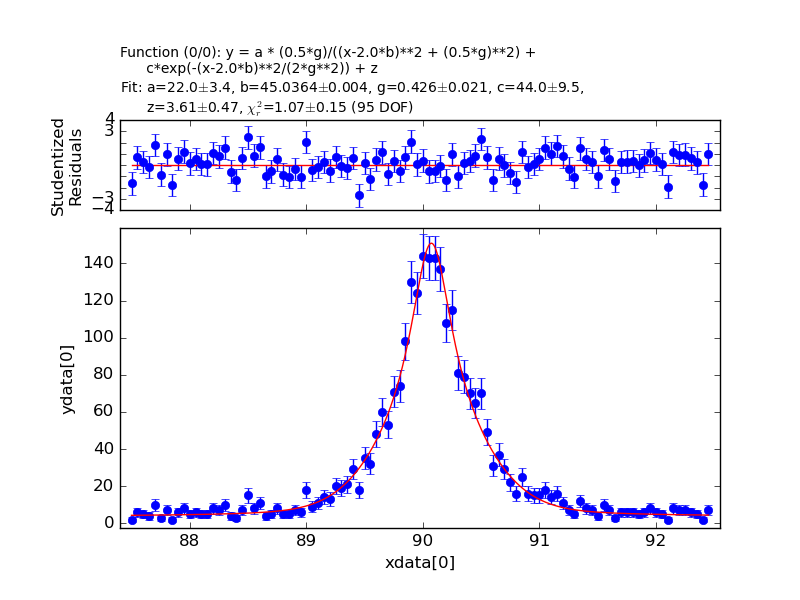 Function (0/0): y = a * (0.5*g)/((x-2.0*b)**2 + (0.5*g)**2) +
c*exp(-(x-2.0*b)**2/(2*g**2)) + z
Fit: a=22.0±3.4, b=45.0364±0.004, g=0.426±0.021, c=44.0±9.5,
z=3.61±0.47, χ²ᵣ=1.07±0.15 (95 DOF)
Studentized
Residuals
4
3
−3
−4
ydata[0]
140
120
100
80
60
40
20
0
88
89
90
91
92
xdata[0]